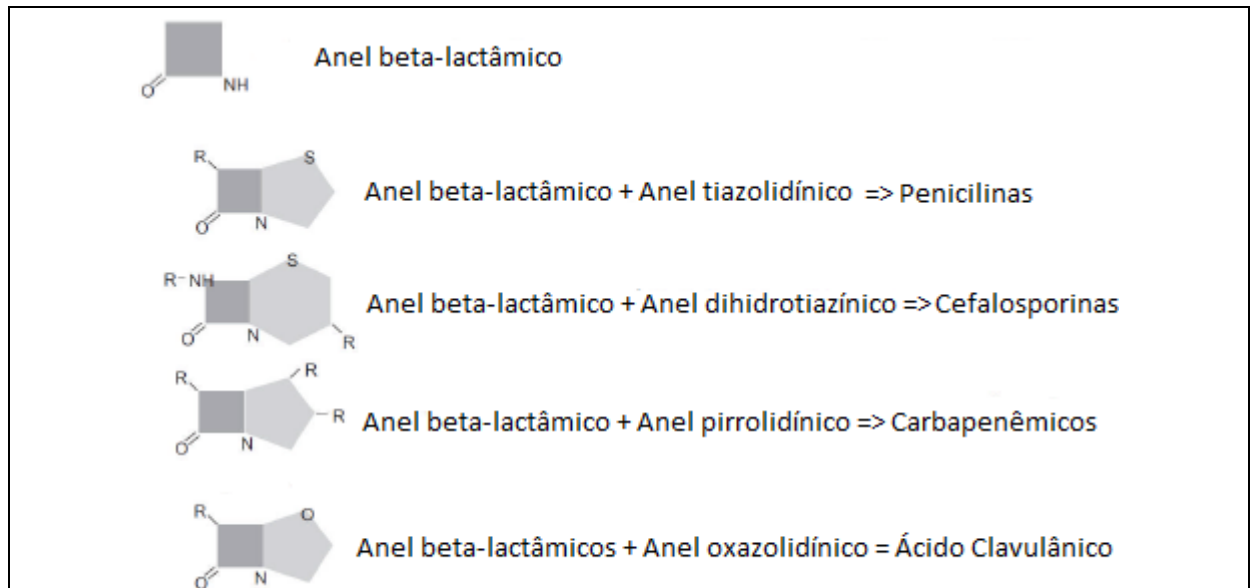 Anel beta-lactâmico
O
NH
R
S
Anel beta-lactâmico + Anel tiazolidínico => Penicilinas
O
N
S
R-NH
Anel beta-lactâmico + Anel dihidrotiazínico => Cefalosporinas
O
N
R
R
R
R
Anel beta-lactâmico + Anel pirrolidínico => Carbapenêmicos
O
N
R
O
Anel beta-lactâmicos + Anel oxazolidínico = Ácido Clavulânico
O
N